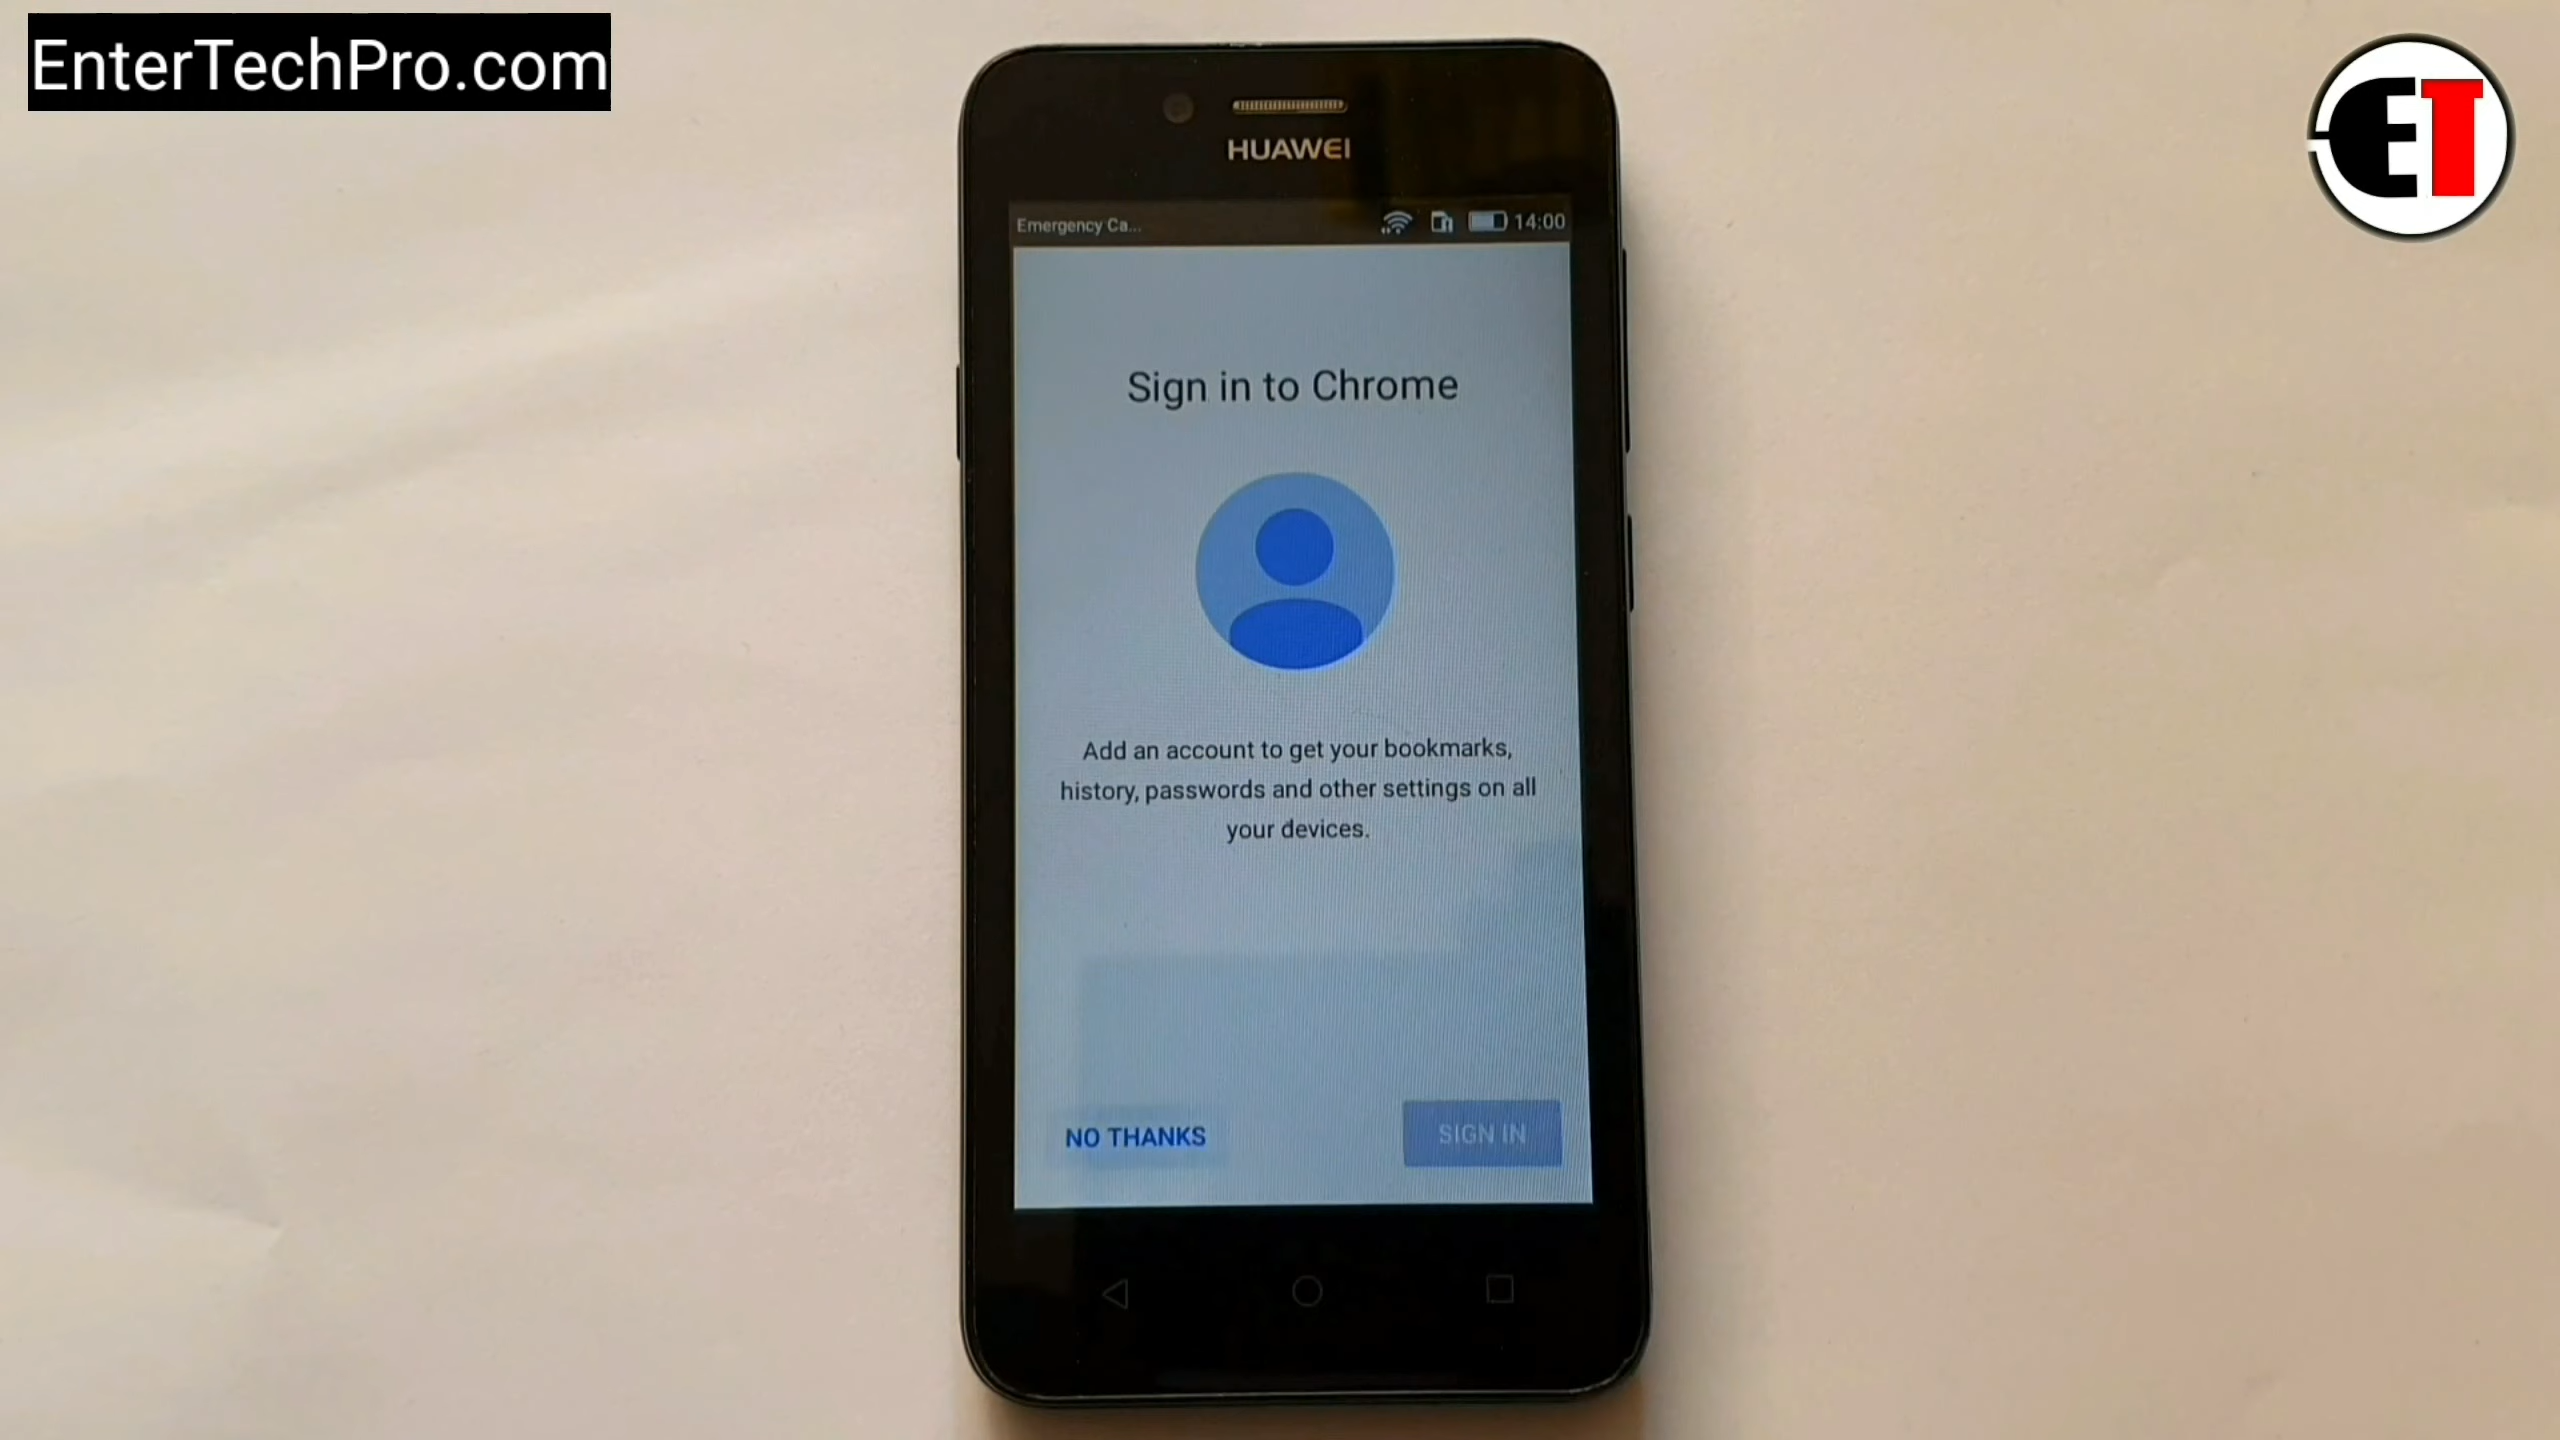 EnterTechPro.com
ET
HUAWEI
Emergency Ca... 14:00
Sign in to Chrome
Add an account to get your bookmarks,
history, passwords and other settings on all
your devices.
NO THANKS SIGN IN